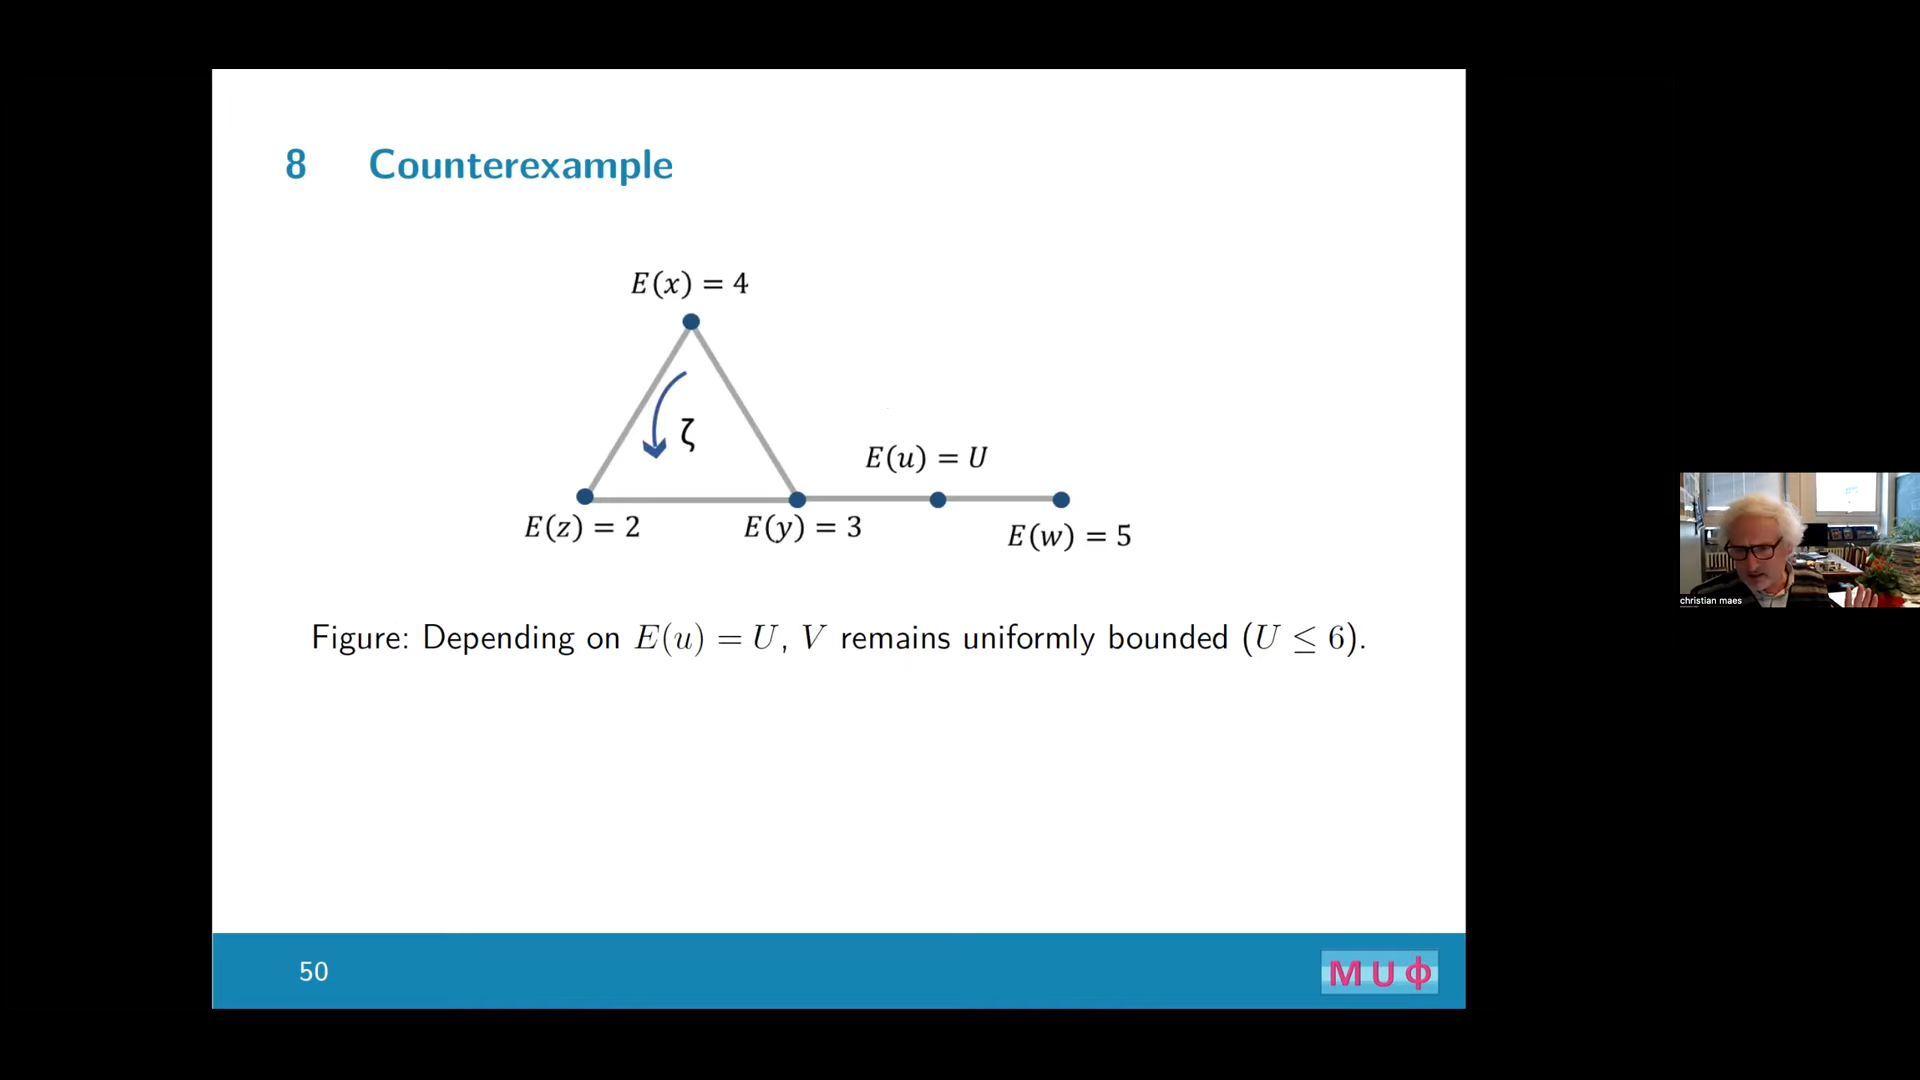 8 Counterexample
E(x) = 4
ζ
E(u) = U
E(z) = 2
E(y) = 3
E(w) = 5
Figure: Depending on E(u) = U, V remains uniformly bounded (U ≤ 6).
christian maes
50
MUΦ